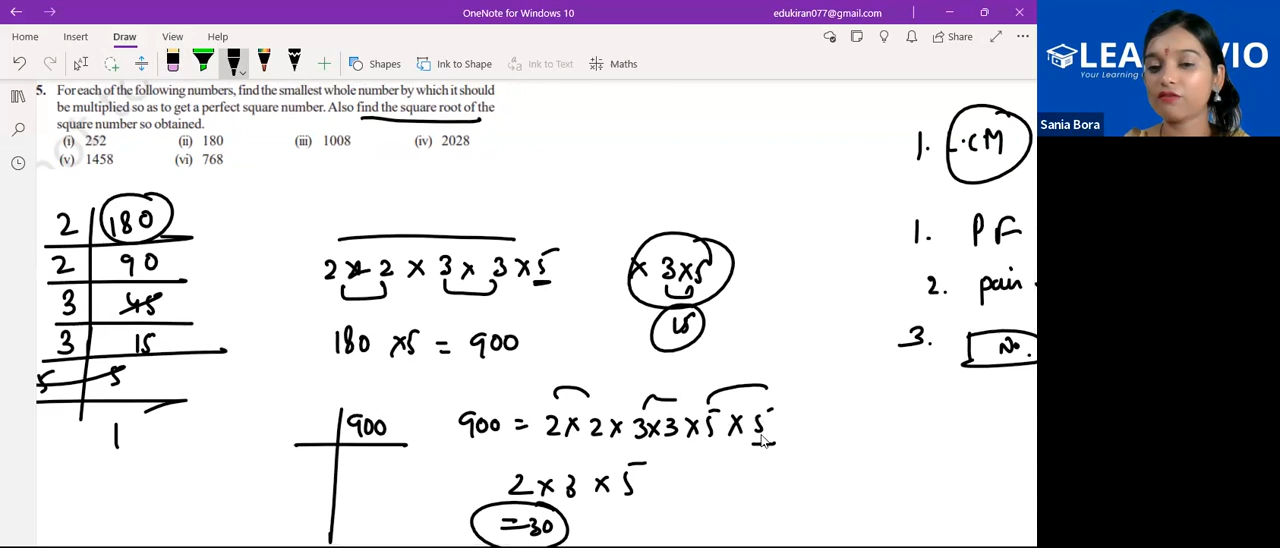 OneNote for Windows 10
edukiran077@gmail.com
Home Insert Draw View Help
Share
Shapes
Ink to Shape
Ink to Text
Maths
5. For each of the following numbers, find the smallest whole number by which it should
be multiplied so as to get a perfect square number. Also find the square root of the
square number so obtained.
(i) 252 (ii) 180 (iii) 1008 (iv) 2028
(v) 1458 (vi) 768
Sania Bora
2 180
2 90
3 45
3 15
5 5
1
2 × 2 × 3 × 3 × 5
× 3×5
15
180 ×5 = 900
900
900 = 2 × 2 × 3×3 × 5 × 5
2 × 3 × 5
= 30
1. L.CM
1. PF
2. pair
3. No.